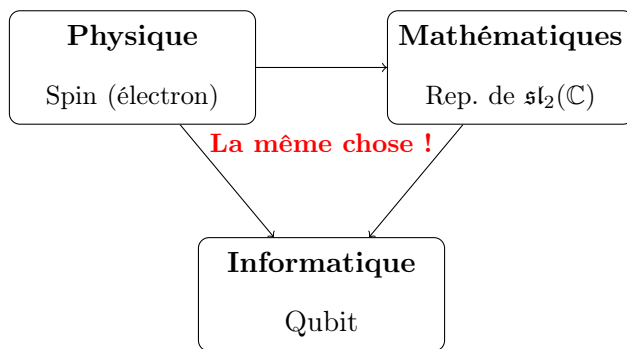 Physique
Spin (électron)
Mathématiques
Rep. de 𝔰𝔩₂(ℂ)
La même chose !
Informatique
Qubit